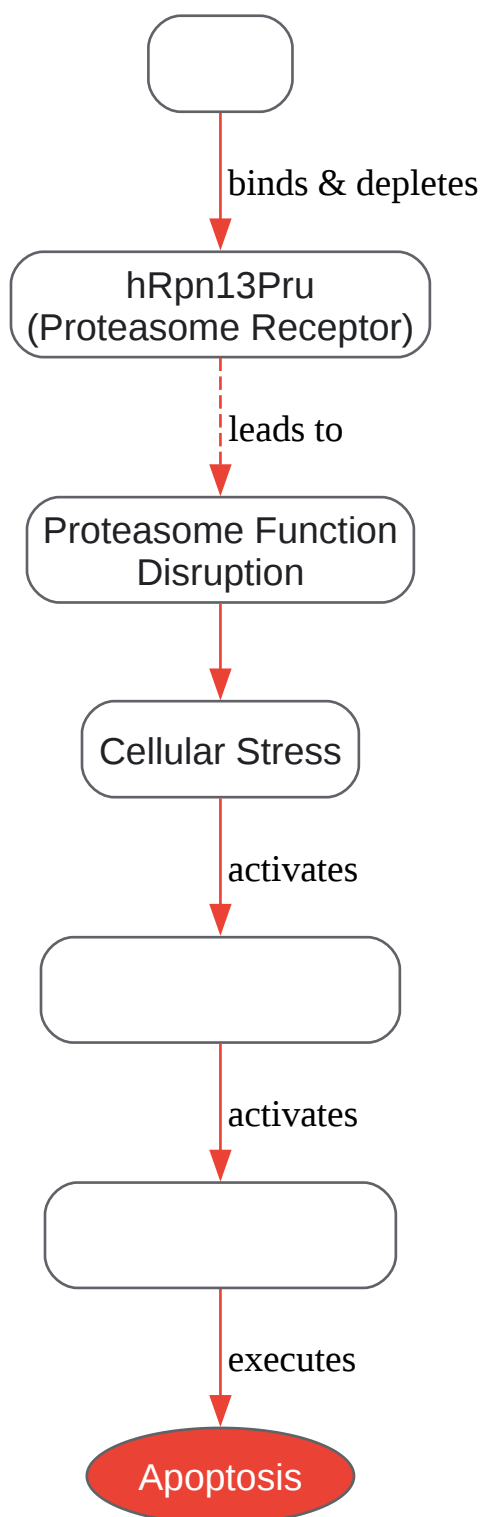 binds & depletes
hRpn13Pru
(Proteasome Receptor)
leads to
Proteasome Function
Disruption
Cellular Stress
activates
activates
executes
Apoptosis